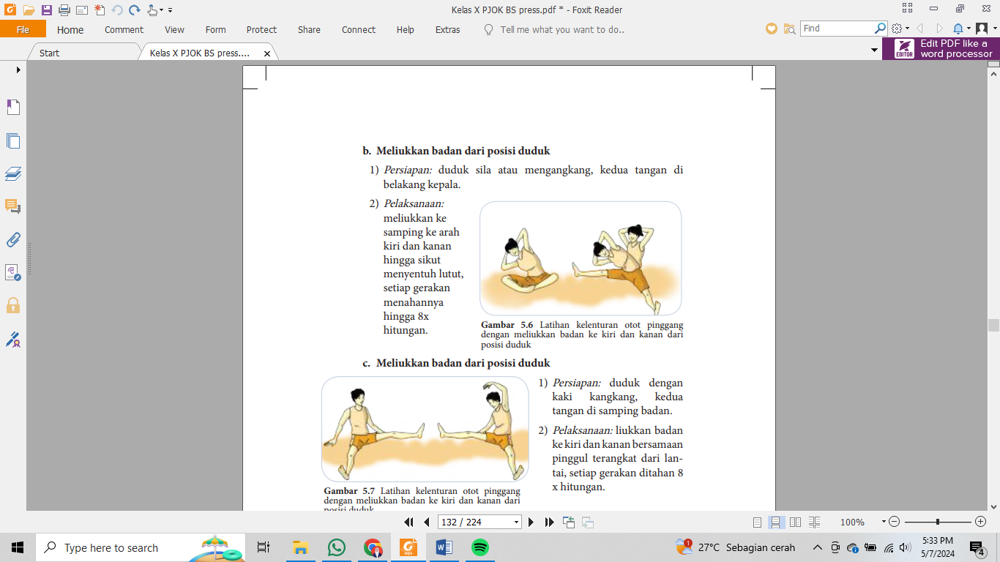 Kelas X PJOK BS press.pdf * - Foxit Reader
File Home Comment View Form Protect Share Connect Help Extras Tell me what you want to do.. Find
Start
Kelas X PJOK BS press....
EDITOR
Edit PDF like a
word processor
b. Meliukkan badan dari posisi duduk
1) Persiapan: duduk sila atau mengangkang, kedua tangan di
belakang kepala.
2) Pelaksanaan:
meliukkan ke
samping ke arah
kiri dan kanan
hingga sikut
menyentuh lutut,
setiap gerakan
menahannya
hingga 8x
hitungan.
Gambar 5.6 Latihan kelenturan otot pinggang
dengan meliukkan badan ke kiri dan kanan dari
posisi duduk
c. Meliukkan badan dari posisi duduk
Gambar 5.7 Latihan kelenturan otot pinggang
dengan meliukkan badan ke kiri dan kanan dari
posisi duduk
1) Persiapan: duduk dengan
kaki kangkang, kedua
tangan di samping badan.
2) Pelaksanaan: liukkan badan
ke kiri dan kanan bersamaan
pinggul terangkat dari lan-
tai, setiap gerakan ditahan 8
x hitungan.
132 / 224
100%
Type here to search
PDF
1
27°C Sebagian cerah
5:33 PM
5/7/2024
4